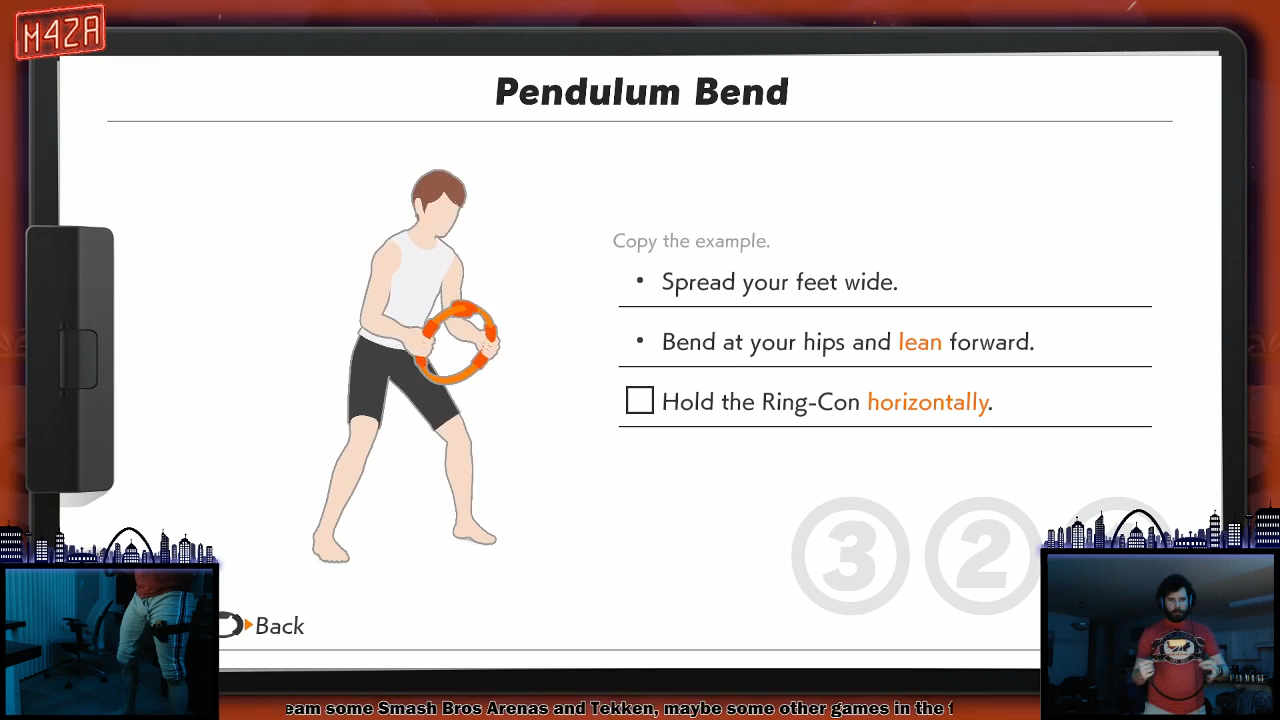 M4ZA
Pendulum Bend
Copy the example.
• Spread your feet wide.
• Bend at your hips and lean forward.
Hold the Ring-Con horizontally.
3 2
Back
eam some Smash Bros Arenas and Tekken, maybe some other games in the f